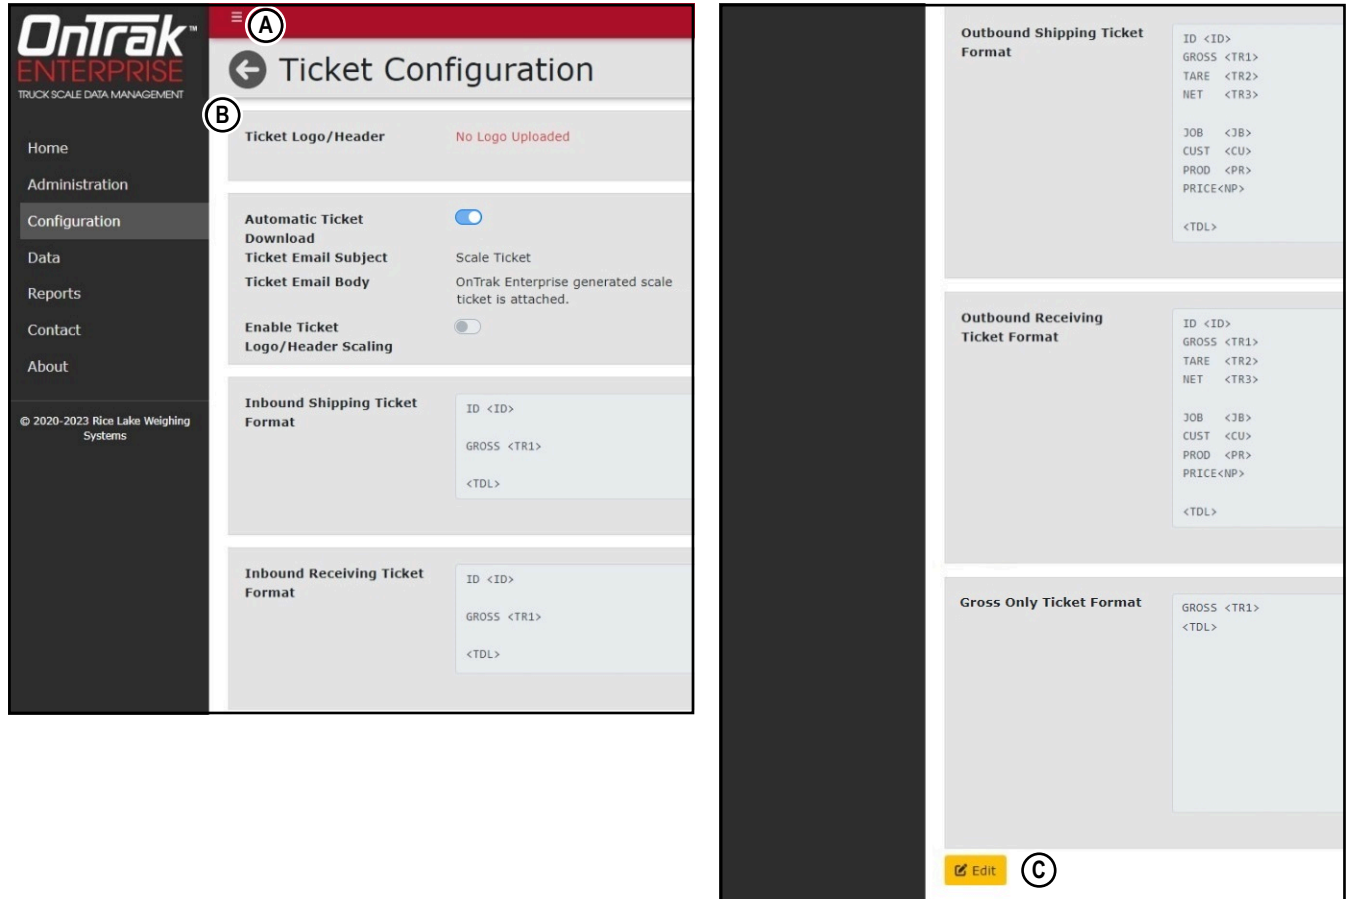 OnTrak™
ENTERPRISE
TRUCK SCALE DATA MANAGEMENT
Home
Administration
Configuration
Data
Reports
Contact
About
© 2020-2023 Rice Lake Weighing
Systems
A
Ticket Configuration
B
Ticket Logo/Header No Logo Uploaded
Automatic Ticket
Download
Ticket Email Subject Scale Ticket
Ticket Email Body OnTrak Enterprise generated scale
ticket is attached.
Enable Ticket
Logo/Header Scaling
Inbound Shipping Ticket
Format
ID <ID>
GROSS <TR1>
<TDL>
Inbound Receiving Ticket
Format
ID <ID>
GROSS <TR1>
<TDL>
Outbound Shipping Ticket
Format
ID <ID>
GROSS <TR1>
TARE <TR2>
NET <TR3>
JOB <JB>
CUST <CU>
PROD <PR>
PRICE<NP>
<TDL>
Outbound Receiving
Ticket Format
ID <ID>
GROSS <TR1>
TARE <TR2>
NET <TR3>
JOB <JB>
CUST <CU>
PROD <PR>
PRICE<NP>
<TDL>
Gross Only Ticket Format
GROSS <TR1>
<TDL>
Edit
C